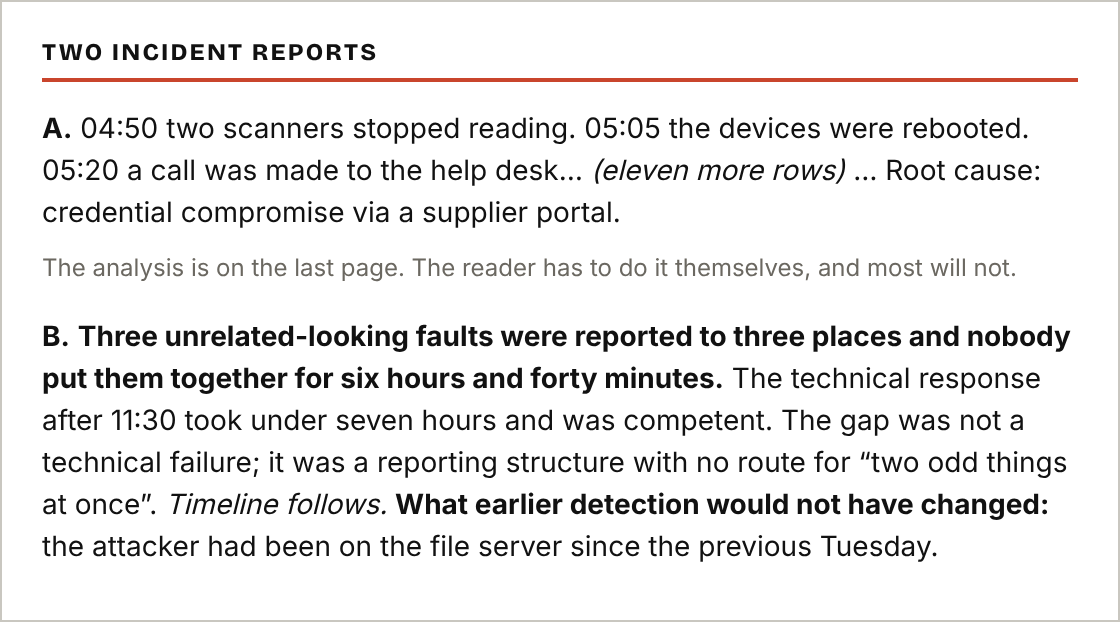 TWO INCIDENT REPORTS
A. 04:50 two scanners stopped reading. 05:05 the devices were rebooted.
05:20 a call was made to the help desk... (eleven more rows) ... Root cause:
credential compromise via a supplier portal.
The analysis is on the last page. The reader has to do it themselves, and most will not.
B. Three unrelated-looking faults were reported to three places and nobody
put them together for six hours and forty minutes. The technical response
after 11:30 took under seven hours and was competent. The gap was not a
technical failure; it was a reporting structure with no route for “two odd things
at once”. Timeline follows. What earlier detection would not have changed:
the attacker had been on the file server since the previous Tuesday.